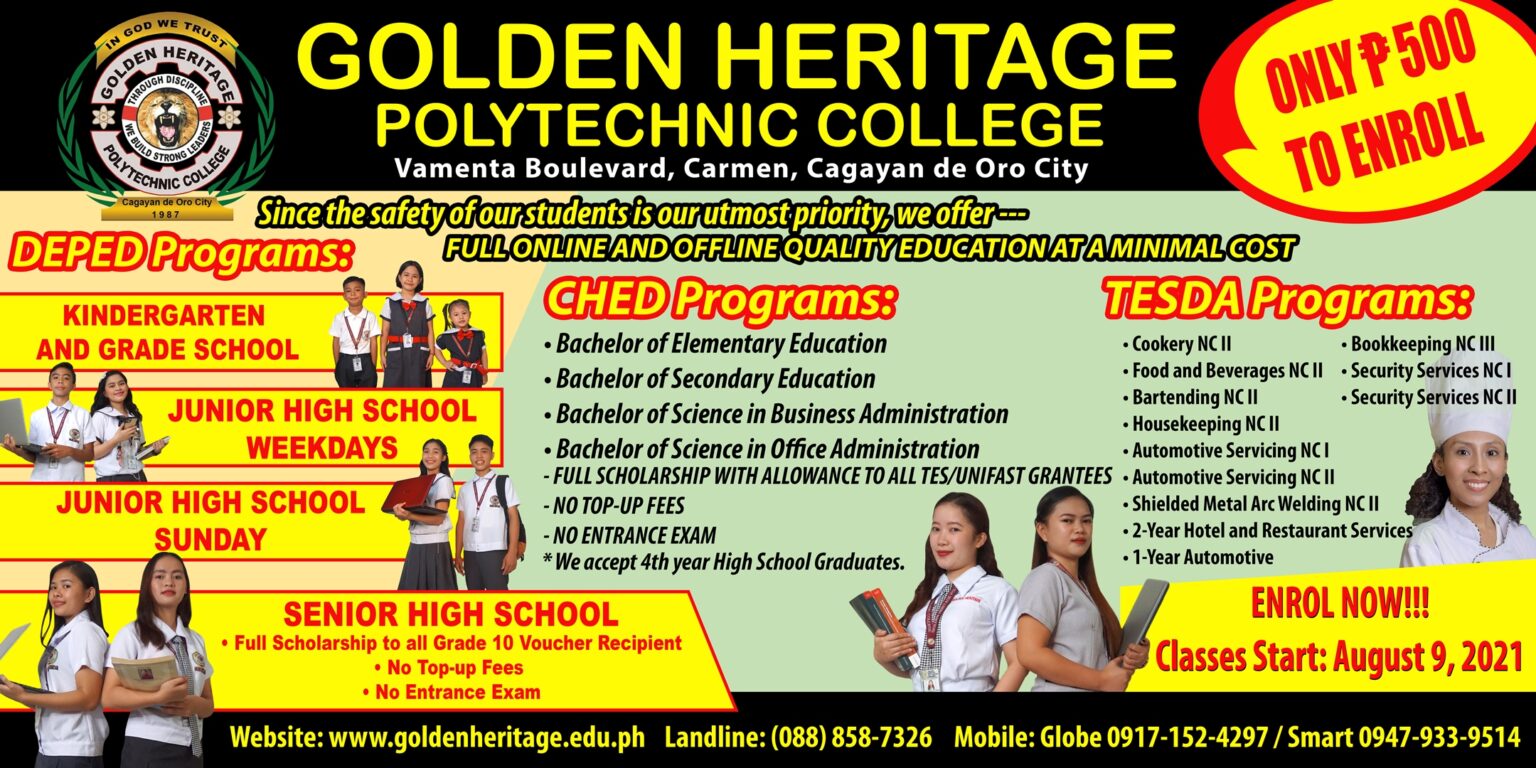 IN GOD WE TRUST
GOLDEN HERITAGE
THROUGH DISCIPLINE
WE BUILD STRONG LEADERS
POLYTECHNIC COLLEGE
Cagayan de Oro City
1987
GOLDEN HERITAGE
POLYTECHNIC COLLEGE
Vamenta Boulevard, Carmen, Cagayan de Oro City
ONLY ₱500
TO ENROLL
Since the safety of our students is our utmost priority, we offer ---
FULL ONLINE AND OFFLINE QUALITY EDUCATION AT A MINIMAL COST
DEPED Programs:
KINDERGARTEN
AND GRADE SCHOOL
JUNIOR HIGH SCHOOL
WEEKDAYS
JUNIOR HIGH SCHOOL
SUNDAY
SENIOR HIGH SCHOOL
• Full Scholarship to all Grade 10 Voucher Recipient
• No Top-up Fees
• No Entrance Exam
CHED Programs:
• Bachelor of Elementary Education
• Bachelor of Secondary Education
• Bachelor of Science in Business Administration
• Bachelor of Science in Office Administration
- FULL SCHOLARSHIP WITH ALLOWANCE TO ALL TES/UNIFAST GRANTEES
- NO TOP-UP FEES
- NO ENTRANCE EXAM
* We accept 4th year High School Graduates.
TESDA Programs:
• Cookery NC II
• Food and Beverages NC II
• Bartending NC II
• Housekeeping NC II
• Automotive Servicing NC I
• Automotive Servicing NC II
• Shielded Metal Arc Welding NC II
• 2-Year Hotel and Restaurant Services
• 1-Year Automotive
• Bookkeeping NC III
• Security Services NC I
• Security Services NC II
ENROL NOW!!!
Classes Start: August 9, 2021
Website: www.goldenheritage.edu.ph Landline: (088) 858-7326 Mobile: Globe 0917-152-4297 / Smart 0947-933-9514